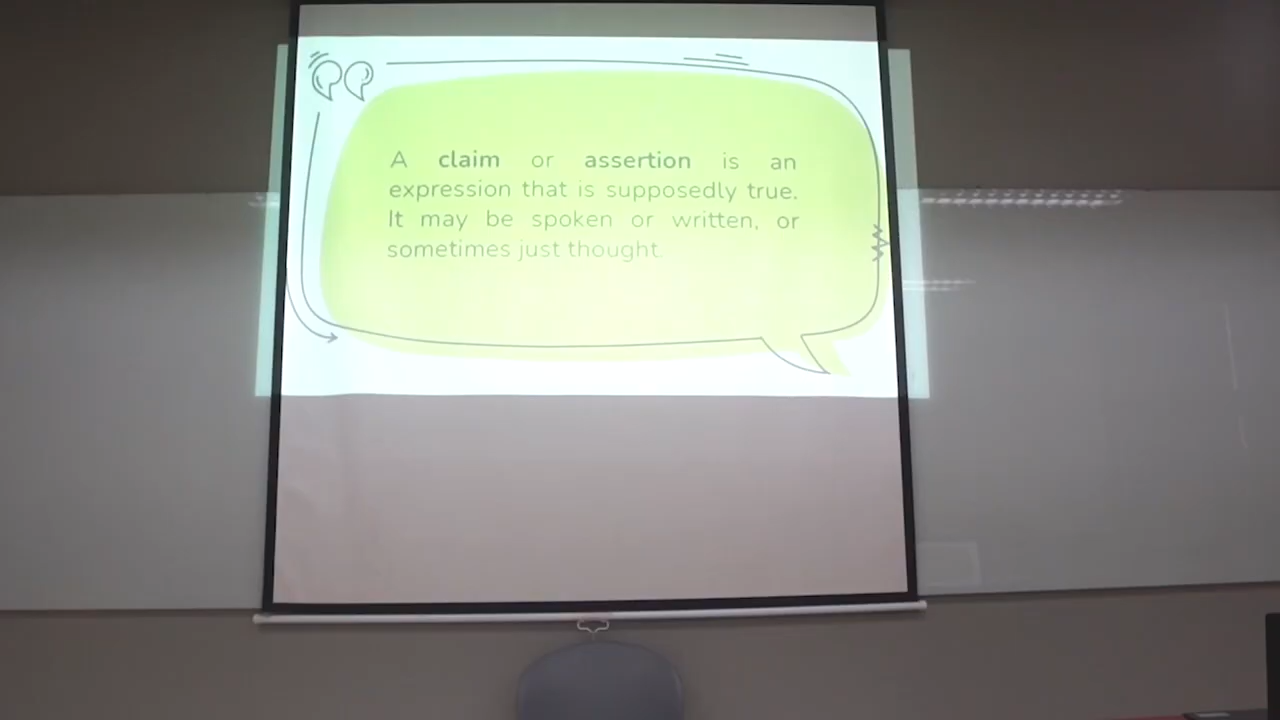 A claim or assertion is an
expression that is supposedly true.
It may be spoken or written, or
sometimes just thought.